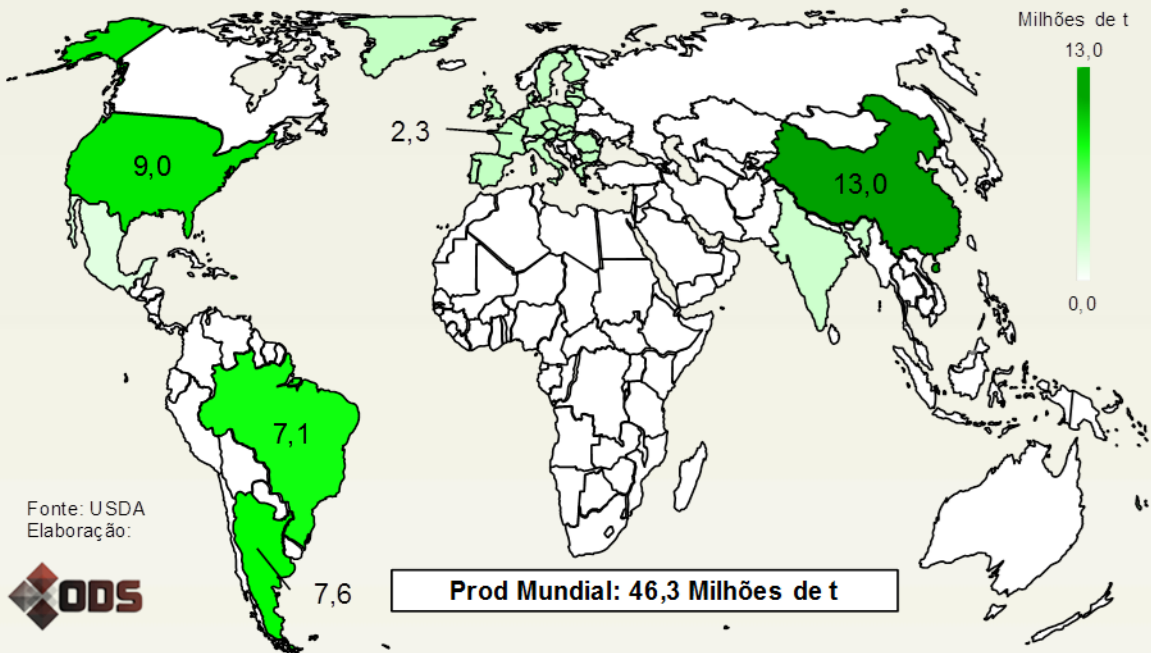 Milhões de t
13,0
0,0
2,3
9,0
13,0
7,1
7,6
Fonte: USDA
Elaboração:
ODS
Prod Mundial: 46,3 Milhões de t